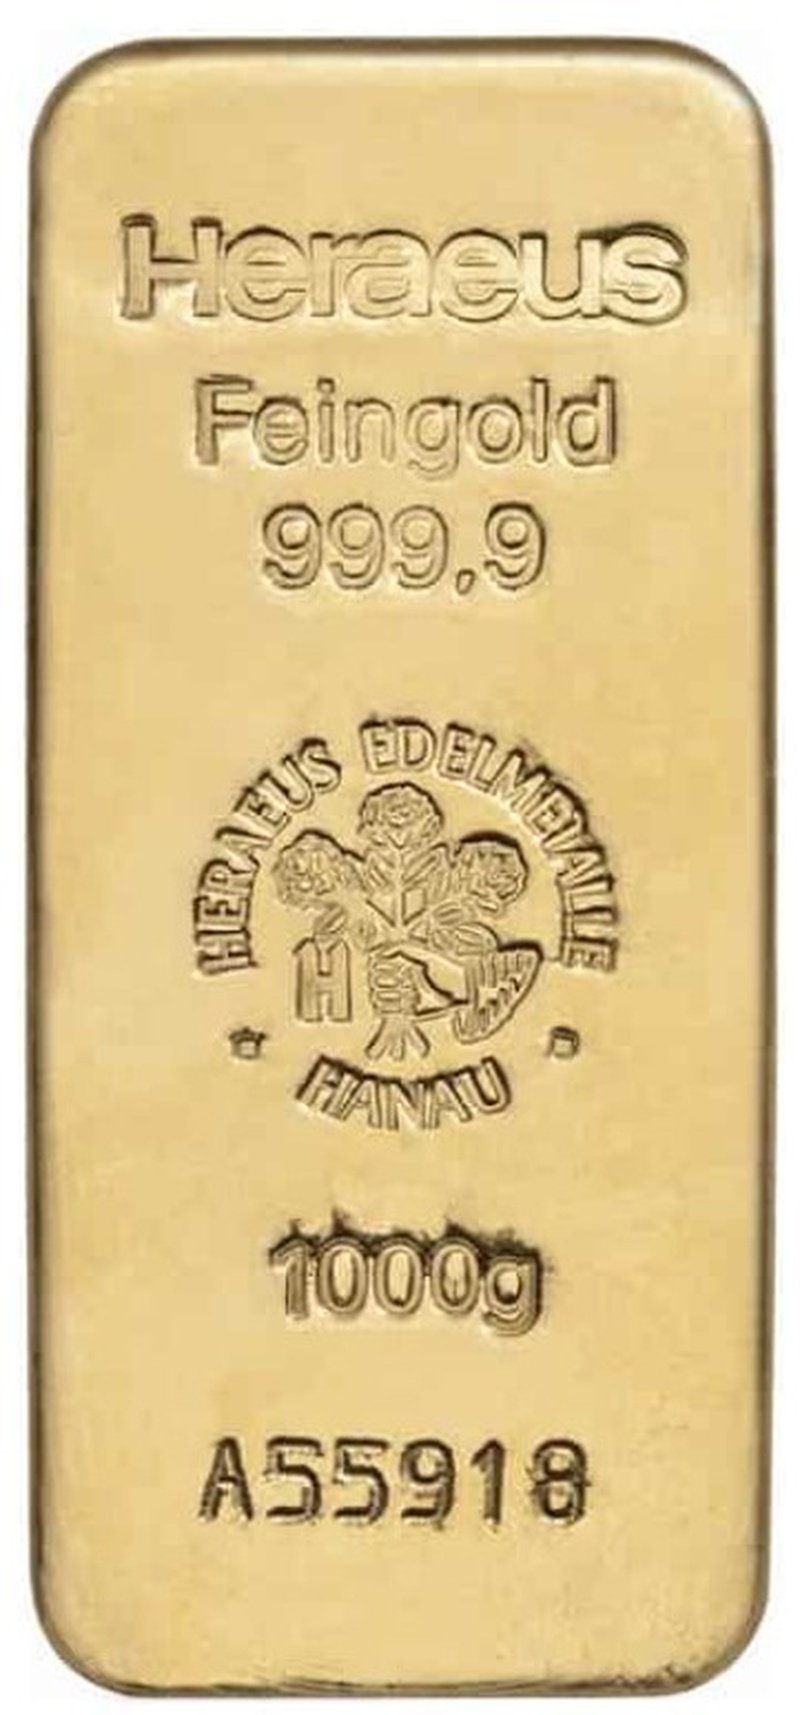 Heraeus
Feingold
999,9
HERAEUS EDELMETALLE
H
HANAU
1000g
A55918